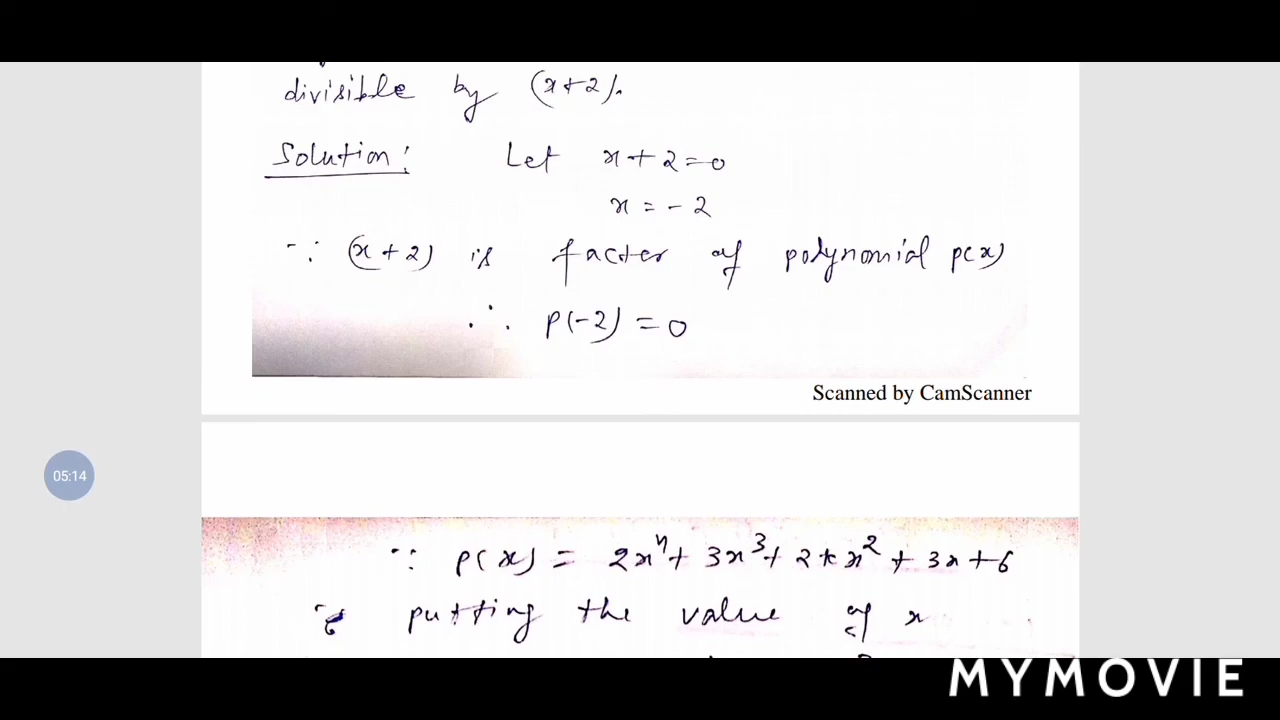 divisible by (x+2).
Solution: Let x+2=0
x=-2
∵ (x+2) is factor of polynomial p(x)
∴ p(-2)=0
Scanned by CamScanner
05:14
∵ p(x) = 2x⁴+ 3x³+ 2kx² + 3x+6
putting the value of x
MYMOVIE